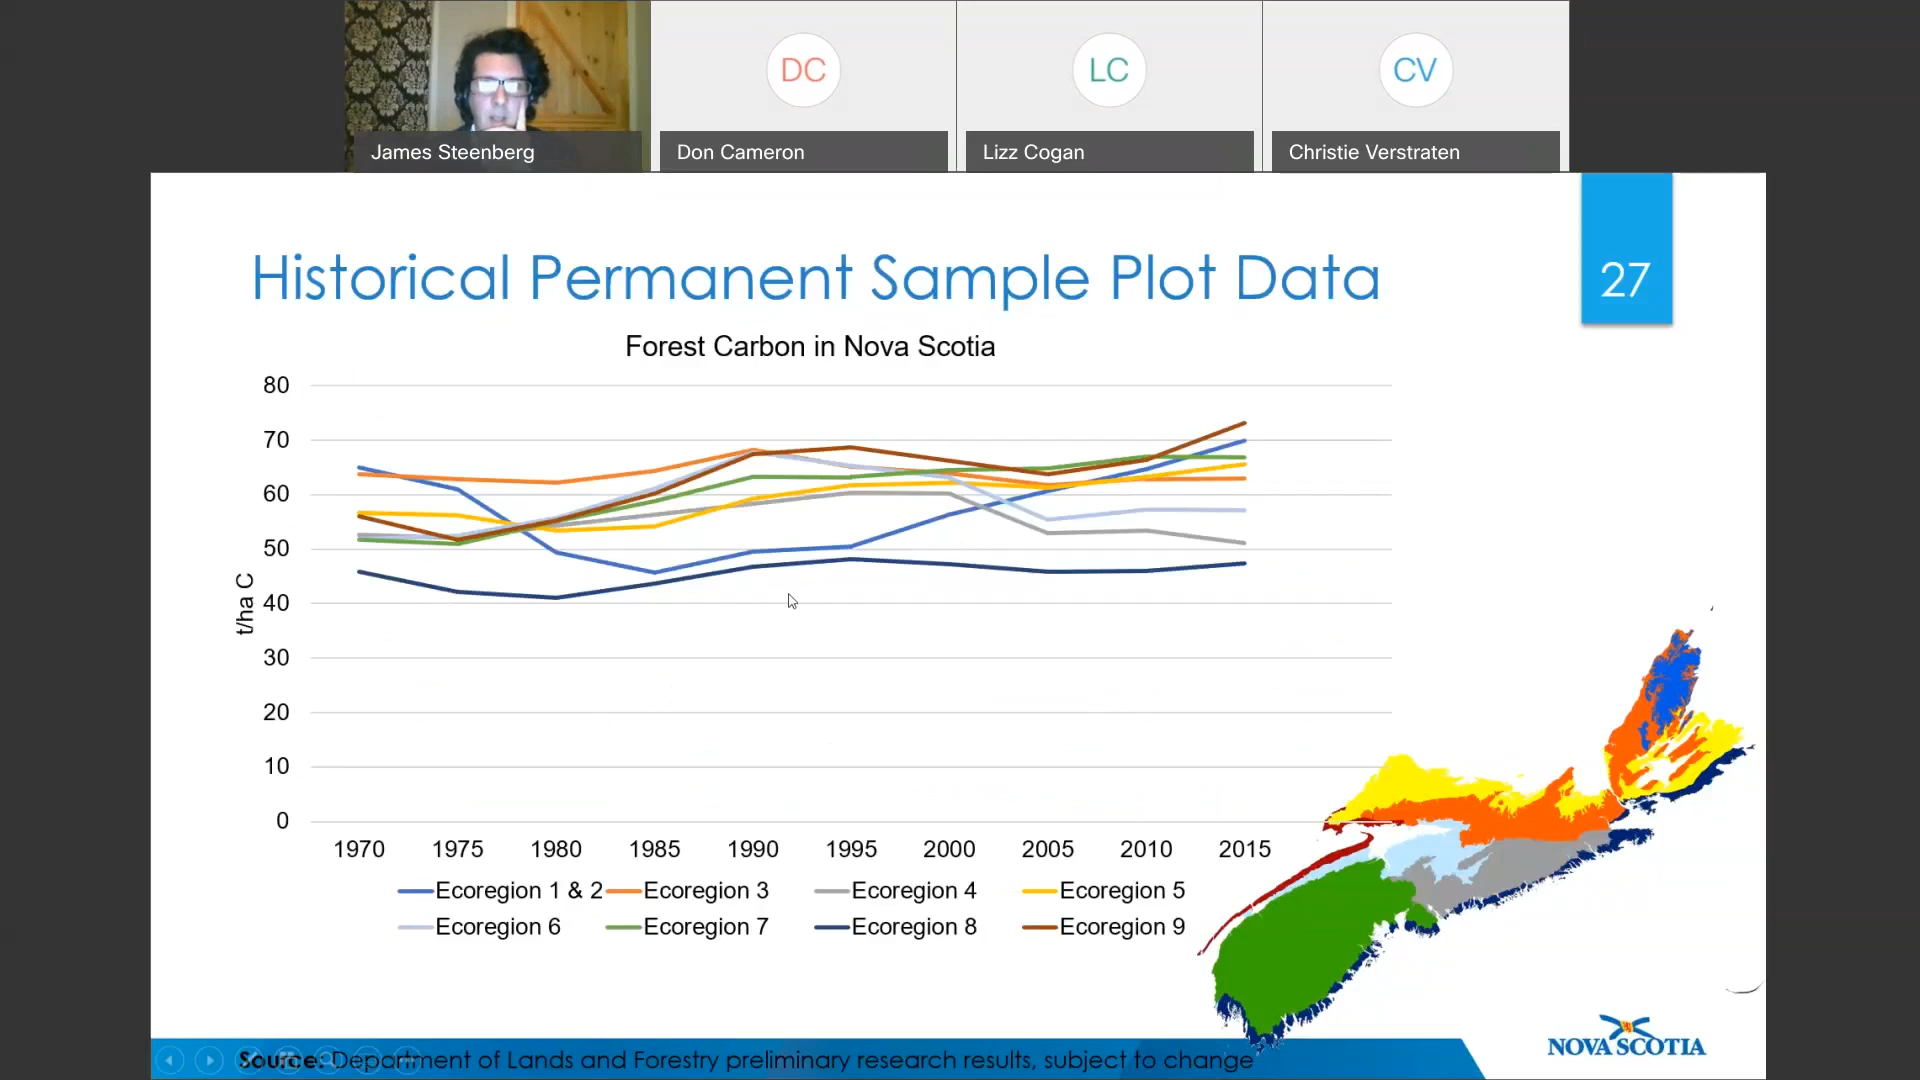 DC
LC
CV
James Steenberg
Don Cameron
Lizz Cogan
Christie Verstraten
Historical Permanent Sample Plot Data
27
Forest Carbon in Nova Scotia
80
70
60
50
40
30
20
10
0
t/ha C
1970 1975 1980 1985 1990 1995 2000 2005 2010 2015
Ecoregion 1 & 2 Ecoregion 3 Ecoregion 4 Ecoregion 5
Ecoregion 6 Ecoregion 7 Ecoregion 8 Ecoregion 9
NOVA SCOTIA
Source: Department of Lands and Forestry preliminary research results, subject to change